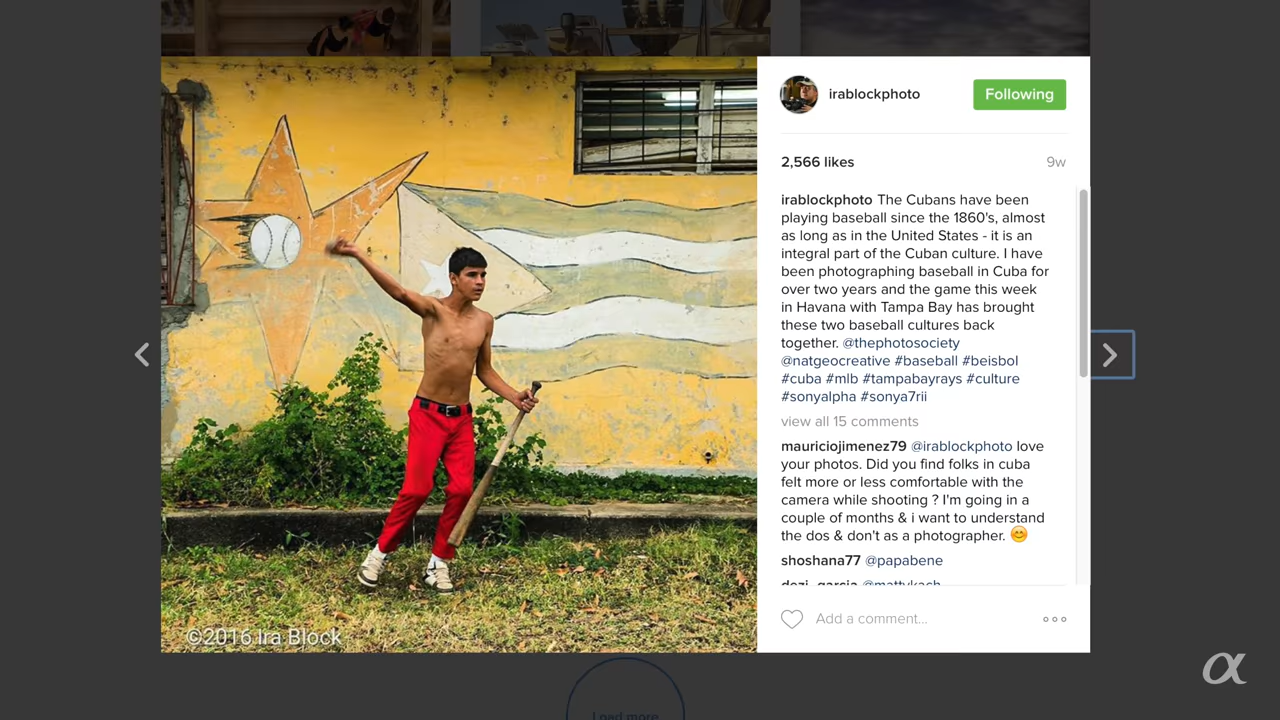 irablockphoto
Following
2,566 likes
9w
irablockphoto The Cubans have been
playing baseball since the 1860's, almost
as long as in the United States - it is an
integral part of the Cuban culture. I have
been photographing baseball in Cuba for
over two years and the game this week
in Havana with Tampa Bay has brought
these two baseball cultures back
together. @thephotosociety
@natgeocreative #baseball #beisbol
#cuba #mlb #tampabayrays #culture
#sonyalpha #sonya7rii
view all 15 comments
mauriciojimenez79 @irablockphoto love
your photos. Did you find folks in cuba
felt more or less comfortable with the
camera while shooting ? I'm going in a
couple of months & i want to understand
the dos & don't as a photographer. 😊
shoshana77 @papabene
dezi_garcia @mattykach
Add a comment...
©2016 Ira Block
Load more
α